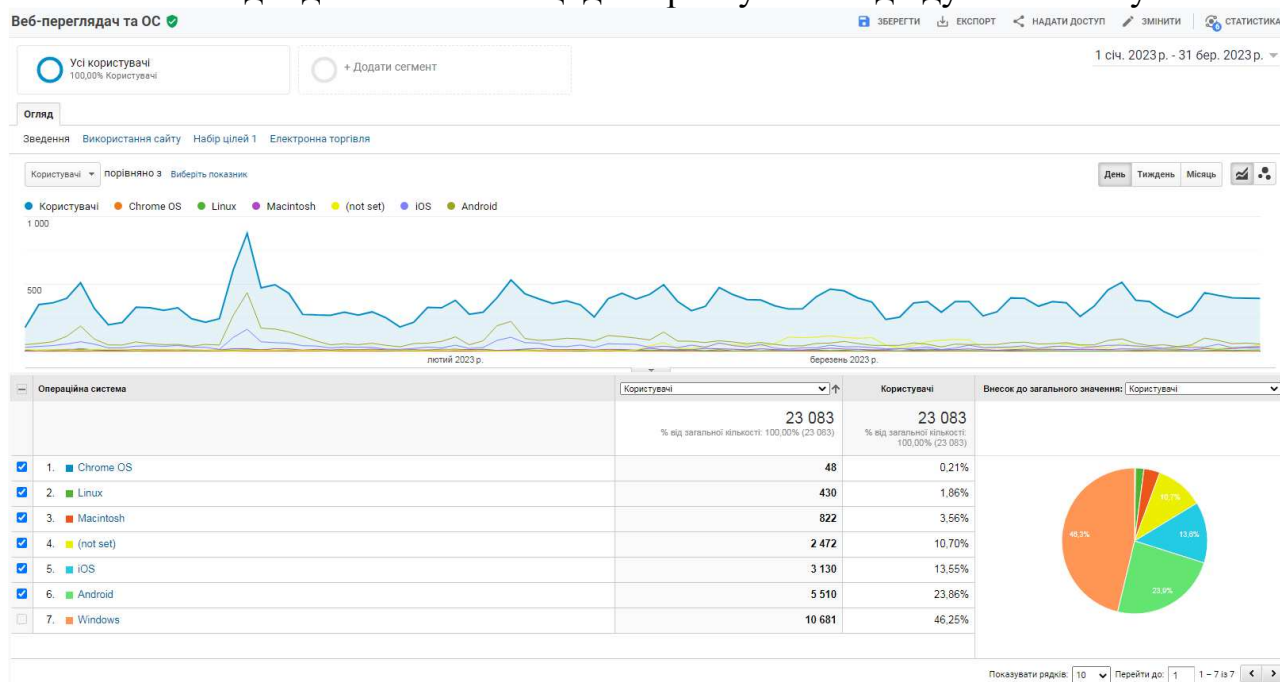 Веб-переглядач та ОС
ЗБЕРЕГТИ ЕКСПОРТ НАДАТИ ДОСТУП ЗМІНИТИ СТАТИСТИКА
Усі користувачі
100,00% Користувачі
+ Додати сегмент
1 січ. 2023 р. - 31 бер. 2023 р.
Огляд
Зведення Використання сайту Набір цілей 1 Електронна торгівля
Користувачі порівняно з Виберіть показник
День Тиждень Місяць
Користувачі Chrome OS Linux Macintosh (not set) iOS Android
1 000
500
лютий 2023 р. березень 2023 р.
Операційна система Користувачі Користувачі Внесок до загального значення: Користувачі
23 083 23 083
% від загальної кількості: 100,00% (23 083) % від загальної кількості:
100,00% (23 083)
1. Chrome OS 48 0,21%
2. Linux 430 1,86%
3. Macintosh 822 3,56%
4. (not set) 2 472 10,70%
5. iOS 3 130 13,55%
6. Android 5 510 23,86%
7. Windows 10 681 46,25%
10,7%
46,3% 13,6%
23,9%
Показувати рядків: 10 Перейти до: 1 1 – 7 із 7